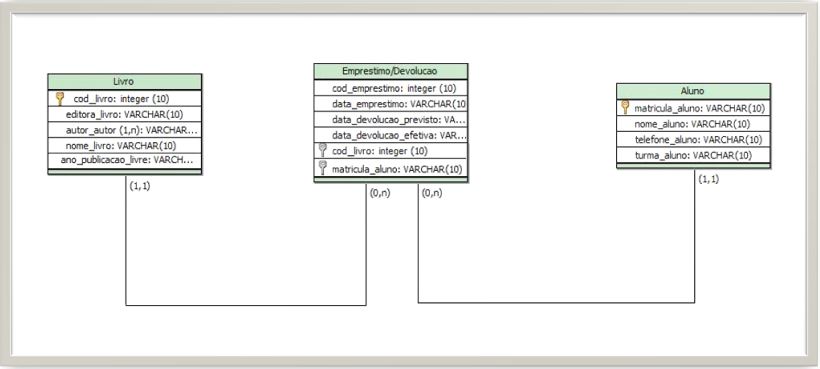 Livro
cod_livro: integer (10)
editora_livro: VARCHAR(10)
autor_autor (1,n): VARCHAR...
nome_livro: VARCHAR(10)
ano_publicacao_livre: VARCH...
(1,1)
Emprestimo/Devolucao
cod_emprestimo: integer (10)
data_emprestimo: VARCHAR(10
data_devolucao_previsto: VA...
data_devolucao_efetiva: VAR...
cod_livro: integer (10)
matricula_aluno: VARCHAR(10)
(0,n)
(0,n)
Aluno
matricula_aluno: VARCHAR(10)
nome_aluno: VARCHAR(10)
telefone_aluno: VARCHAR(10)
turma_aluno: VARCHAR(10)
(1,1)